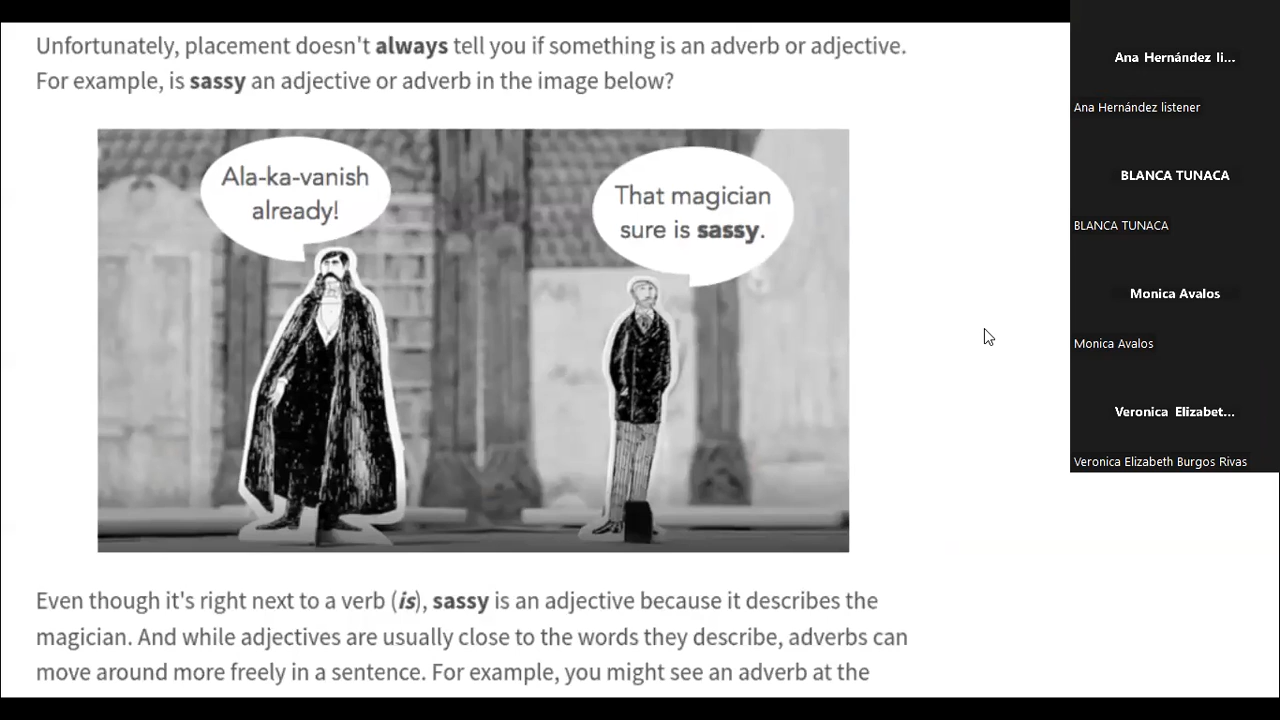 Unfortunately, placement doesn't always tell you if something is an adverb or adjective.
For example, is sassy an adjective or adverb in the image below?
Ala-ka-vanish
already!
That magician
sure is sassy.
Even though it's right next to a verb (is), sassy is an adjective because it describes the
magician. And while adjectives are usually close to the words they describe, adverbs can
move around more freely in a sentence. For example, you might see an adverb at the
Ana Hernández li...
Ana Hernández listener
BLANCA TUNACA
BLANCA TUNACA
Monica Avalos
Monica Avalos
Veronica Elizabet...
Veronica Elizabeth Burgos Rivas